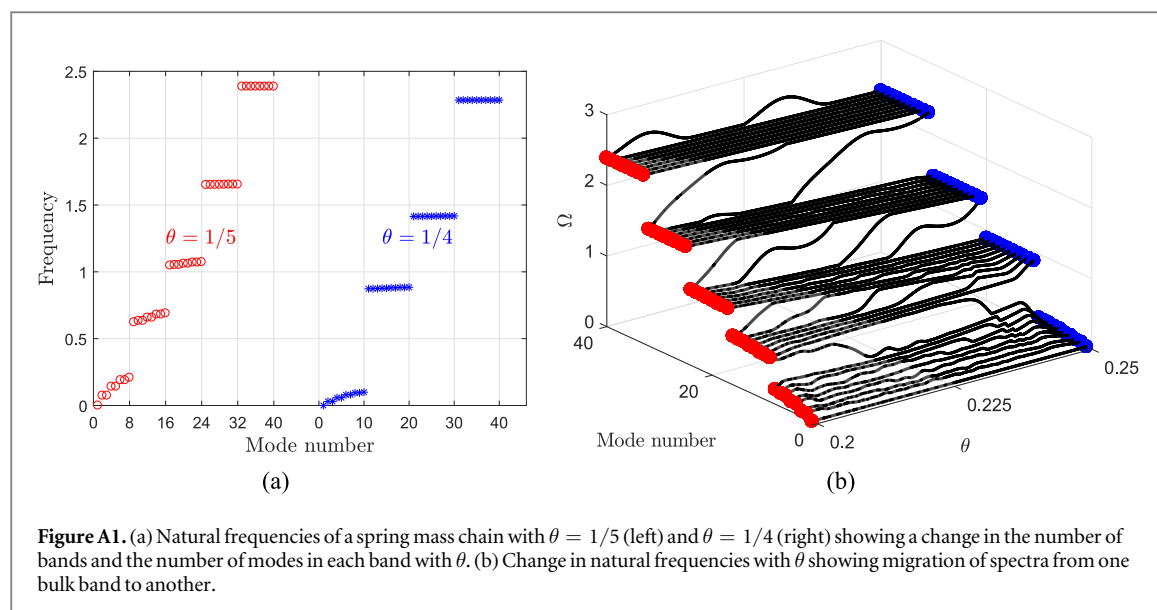 2.5
2
1.5
1
0.5
0
Frequency
θ = 1/5
θ = 1/4
0 8 16 24 32 40 0 10 20 30 40
Mode number
(a)
3
2
1
0
Ω
40
20
0
Mode number
0.2
0.225
0.25
θ
(b)
Figure A1. (a) Natural frequencies of a spring mass chain with θ = 1/5 (left) and θ = 1/4 (right) showing a change in the number of
bands and the number of modes in each band with θ. (b) Change in natural frequencies with θ showing migration of spectra from one
bulk band to another.